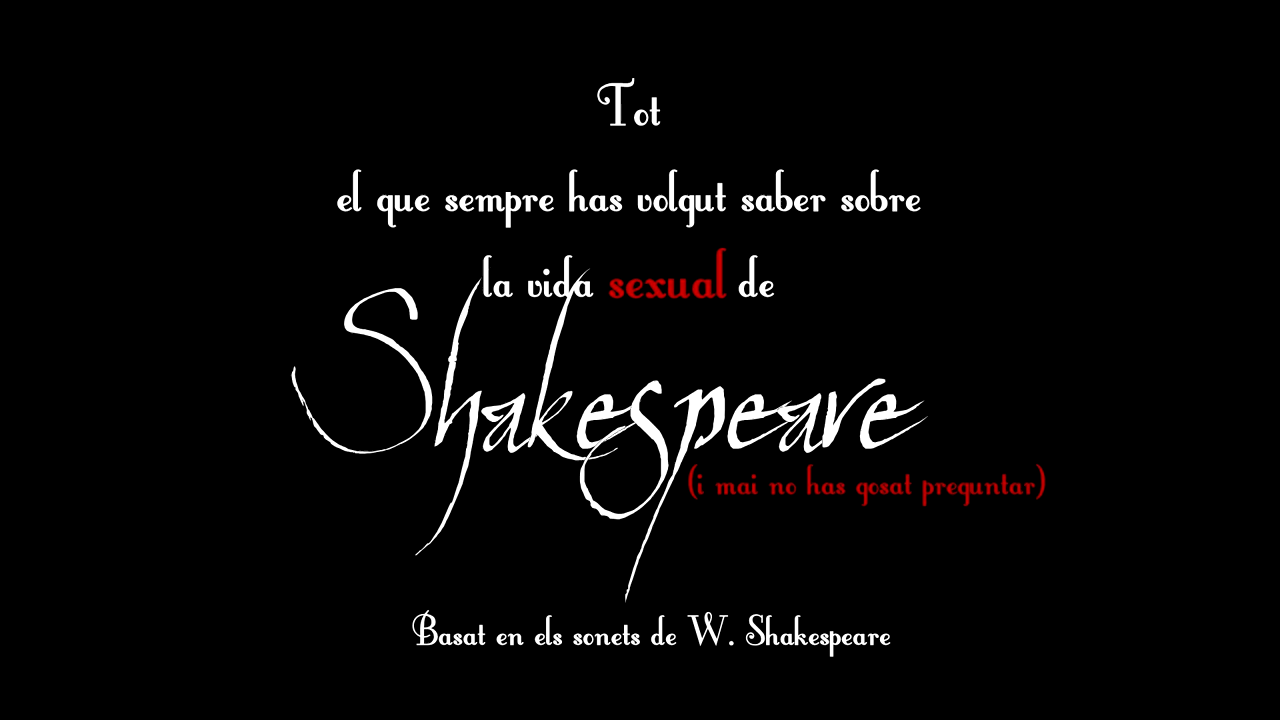 Tot
el que sempre has volgut saber sobre
la vida sexual de
Shakespeare
(i mai no has gosat preguntar)
Basat en els sonets de W. Shakespeare